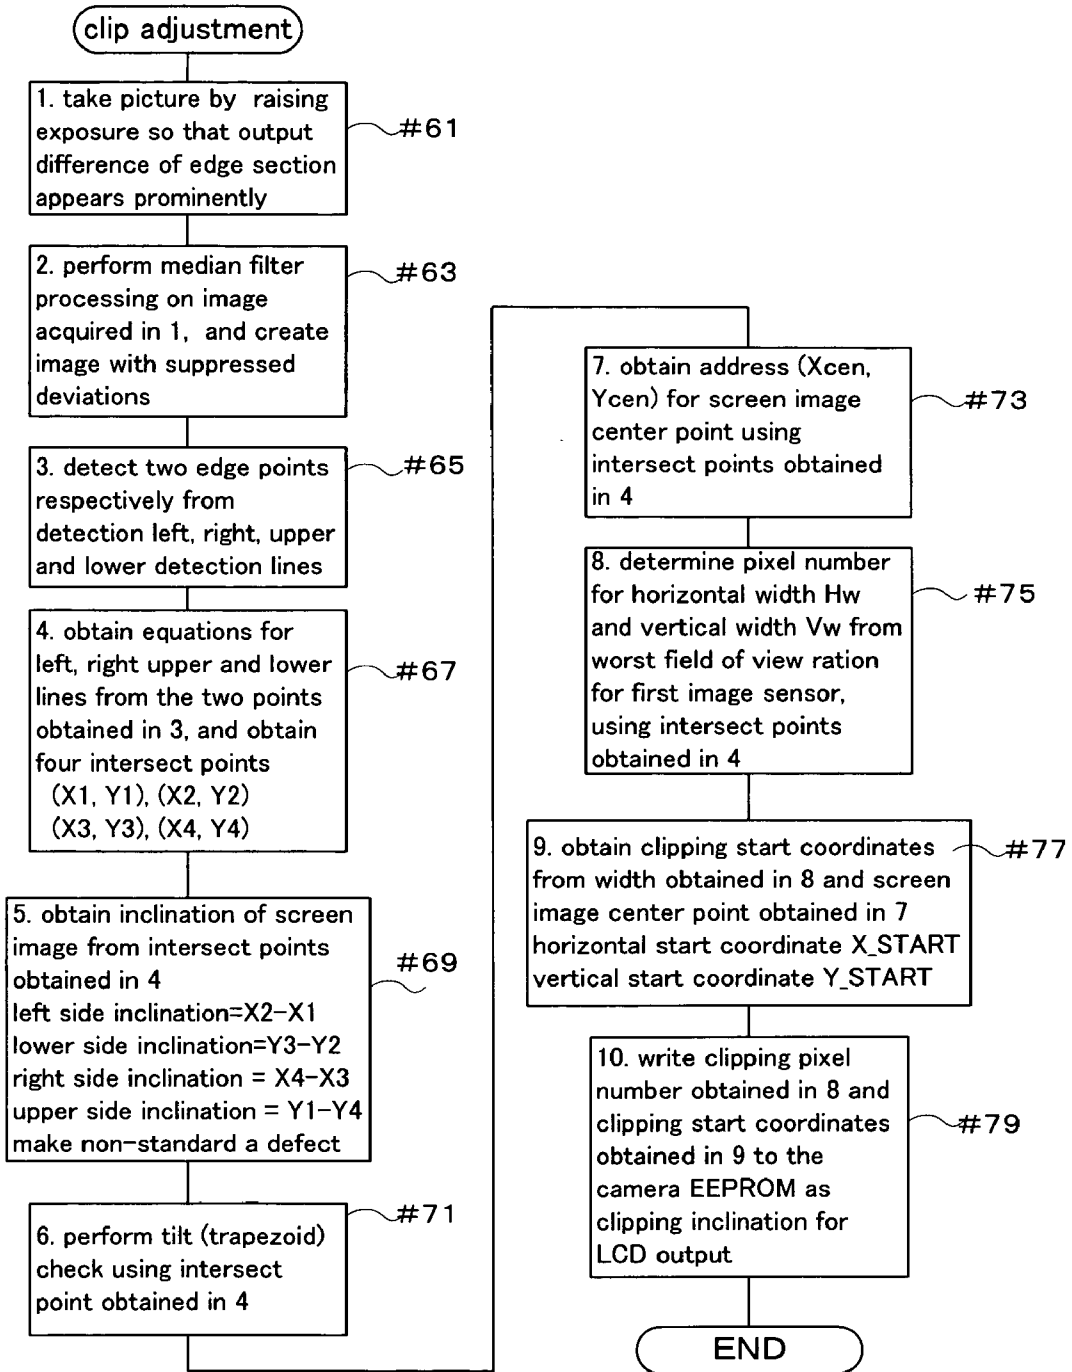 clip adjustment
1. take picture by raising
exposure so that output
difference of edge section
appears prominently
#61
2. perform median filter
processing on image
acquired in 1, and create
image with suppressed
deviations
#63
3. detect two edge points
respectively from
detection left, right, upper
and lower detection lines
#65
4. obtain equations for
left, right upper and lower
lines from the two points
obtained in 3, and obtain
four intersect points
(X1, Y1), (X2, Y2)
(X3, Y3), (X4, Y4)
#67
5. obtain inclination of screen
image from intersect points
obtained in 4
left side inclination=X2-X1
lower side inclination=Y3-Y2
right side inclination = X4-X3
upper side inclination = Y1-Y4
make non-standard a defect
#69
6. perform tilt (trapezoid)
check using intersect
point obtained in 4
#71
7. obtain address (Xcen,
Ycen) for screen image
center point using
intersect points obtained
in 4
#73
8. determine pixel number
for horizontal width Hw
and vertical width Vw from
worst field of view ration
for first image sensor,
using intersect points
obtained in 4
#75
9. obtain clipping start coordinates
from width obtained in 8 and screen
image center point obtained in 7
horizontal start coordinate X_START
vertical start coordinate Y_START
#77
10. write clipping pixel
number obtained in 8 and
clipping start coordinates
obtained in 9 to the
camera EEPROM as
clipping inclination for
LCD output
#79
END